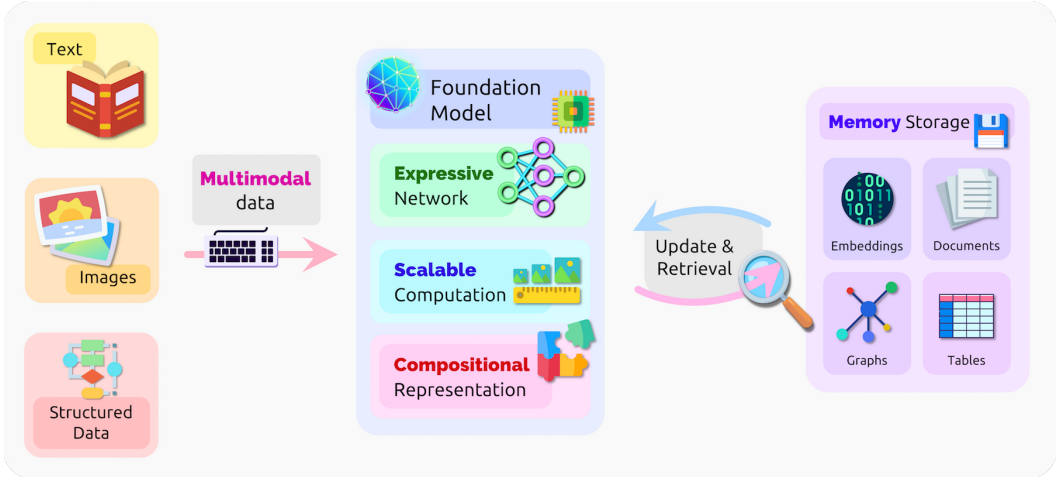 Text
Images
Structured
Data
Multimodal
data
Foundation
Model
Expressive
Network
Scalable
Computation
Compositional
Representation
Update &
Retrieval
Memory Storage
Embeddings
Documents
Graphs
Tables